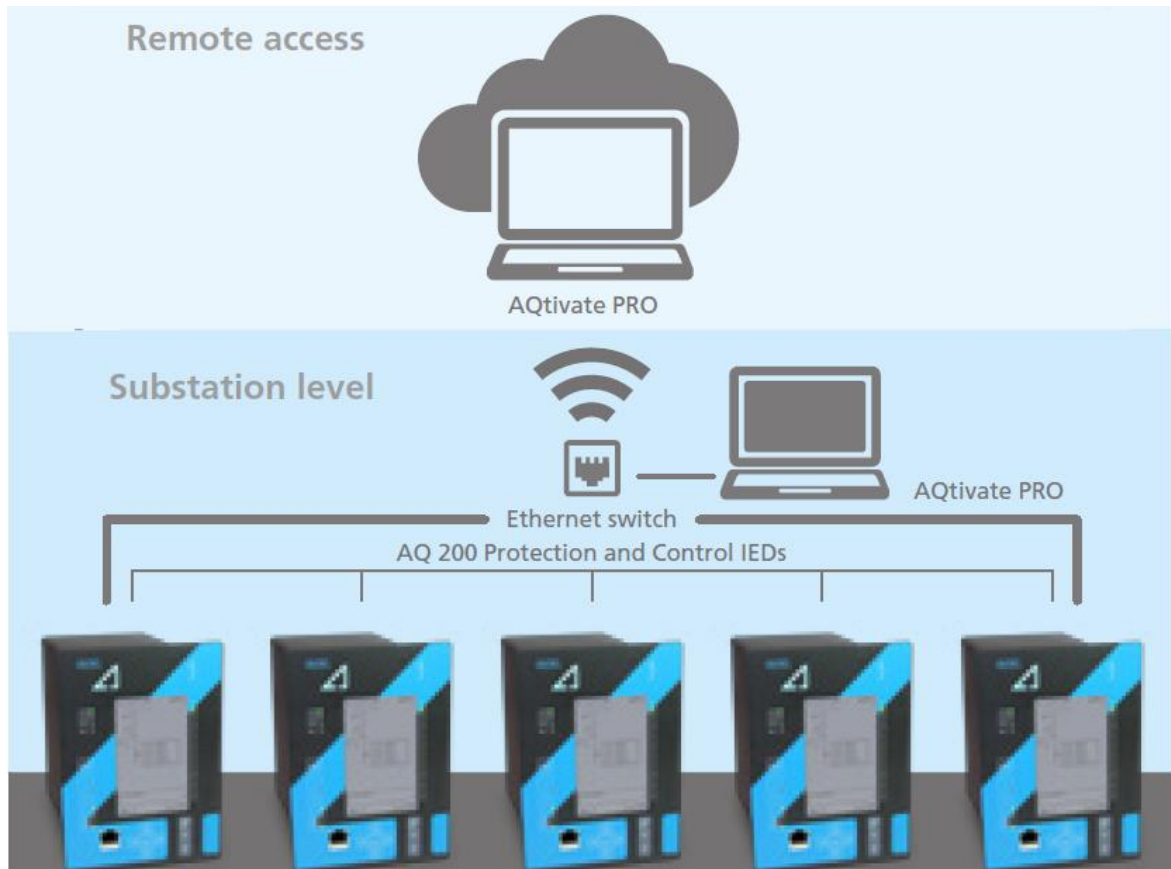 Remote access
AQtivate PRO
Substation level
AQtivate PRO
Ethernet switch
AQ 200 Protection and Control IEDs